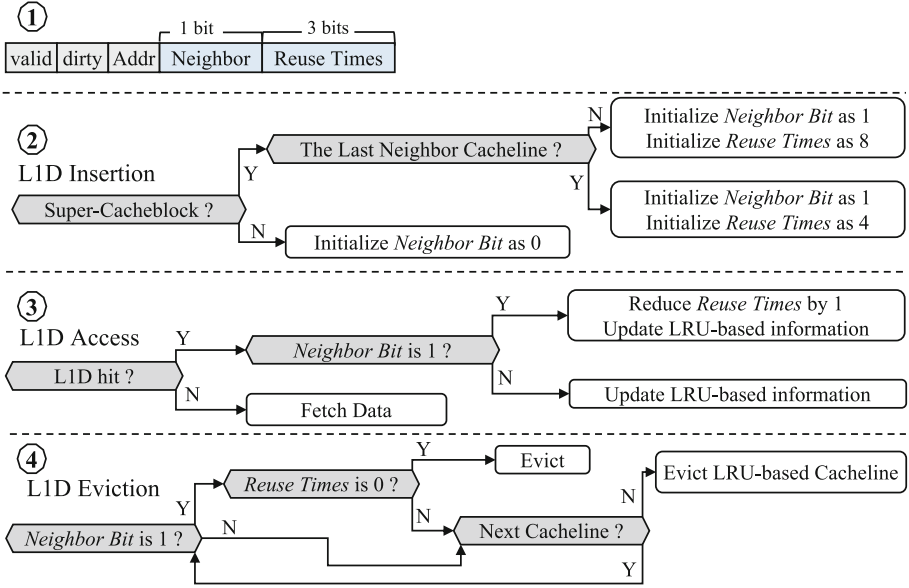 1
1 bit
3 bits
valid dirty Addr Neighbor Reuse Times
2
L1D Insertion
Super-Cacheblock ?
Y
N
The Last Neighbor Cacheline ?
N
Y
Initialize Neighbor Bit as 1
Initialize Reuse Times as 8
Initialize Neighbor Bit as 1
Initialize Reuse Times as 4
Initialize Neighbor Bit as 0
3
L1D Access
L1D hit ?
Y
N
Neighbor Bit is 1 ?
Y
N
Reduce Reuse Times by 1
Update LRU-based information
Update LRU-based information
Fetch Data
4
L1D Eviction
Neighbor Bit is 1 ?
Y
N
Reuse Times is 0 ?
Y
N
Evict
Next Cacheline ?
N
Y
Evict LRU-based Cacheline